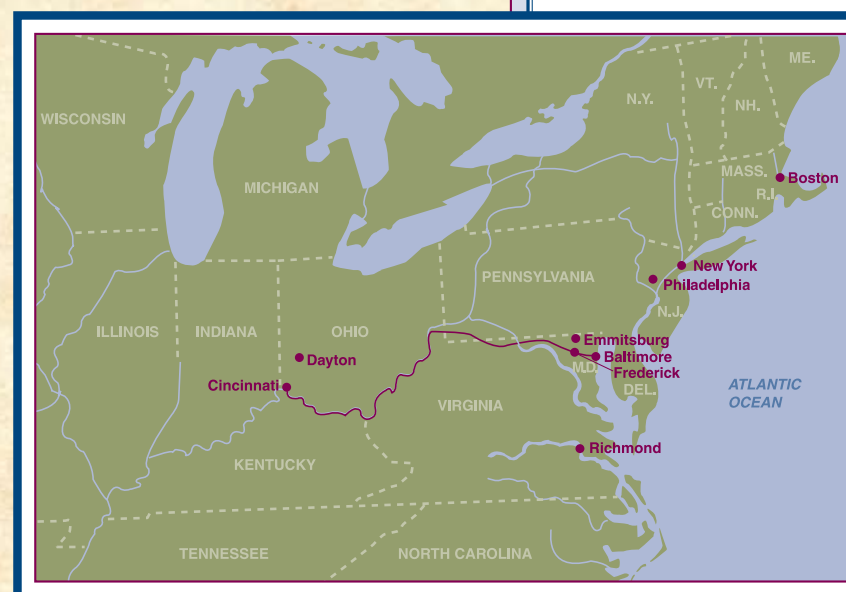 ME.
VT.
N.Y.
NH.
WISCONSIN
MASS.
Boston
MICHIGAN
R.I.
CONN.
New York
PENNSYLVANIA
Philadelphia
N.J.
ILLINOIS
INDIANA
OHIO
Emmitsburg
Baltimore
Dayton
M.D.
Frederick
Cincinnati
DEL.
ATLANTIC
OCEAN
VIRGINIA
Richmond
KENTUCKY
TENNESSEE
NORTH CAROLINA